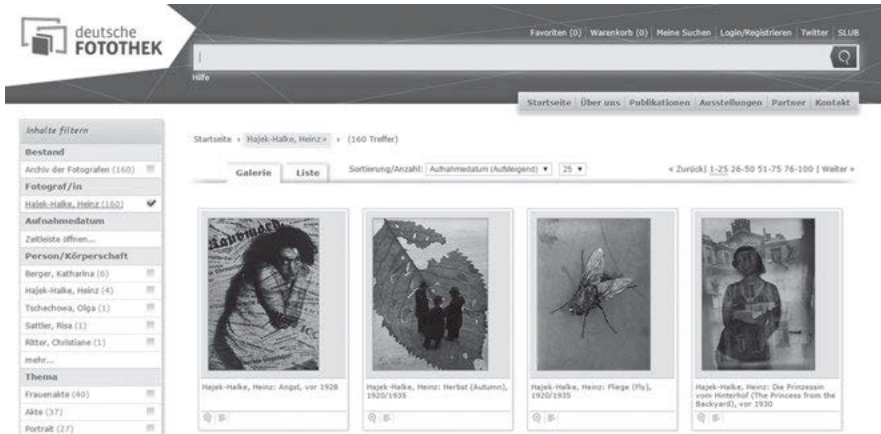 deutsche
FOTOTHEK
Favoriten (0) Warenkorb (0) Meine Suchen Login/Registrieren Twitter SLUB
Hilfe
Startseite Über uns Publikationen Ausstellungen Partner Kontakt
Inhalte filtern
Bestand
Archiv der Fotografen (160)
Fotograf/in
Hajek-Halke, Heinz (160)
Aufnahmedatum
Zeitleiste öffnen...
Person/Körperschaft
Berger, Katharina (6)
Hajek-Halke, Heinz (4)
Tschechowa, Olga (1)
Sattler, Risa (1)
Ritter, Christiane (1)
mehr...
Thema
Frauenakte (40)
Akte (37)
Portrait (27)
Startseite › Hajek-Halke, Heinz× › (160 Treffer)
Galerie Liste Sortierung/Anzahl: Aufnahmedatum (Aufsteigend) 25 « Zurück| 1-25 26-50 51-75 76-100 | Weiter »
Hajek-Halke, Heinz: Angst, vor 1928
Hajek-Halke, Heinz: Herbst (Autumn),
1920/1935
Hajek-Halke, Heinz: Fliege (Fly),
1920/1935
Hajek-Halke, Heinz: Die Prinzessin
vom Hinterhof (The Princess from the
Backyard), vor 1930